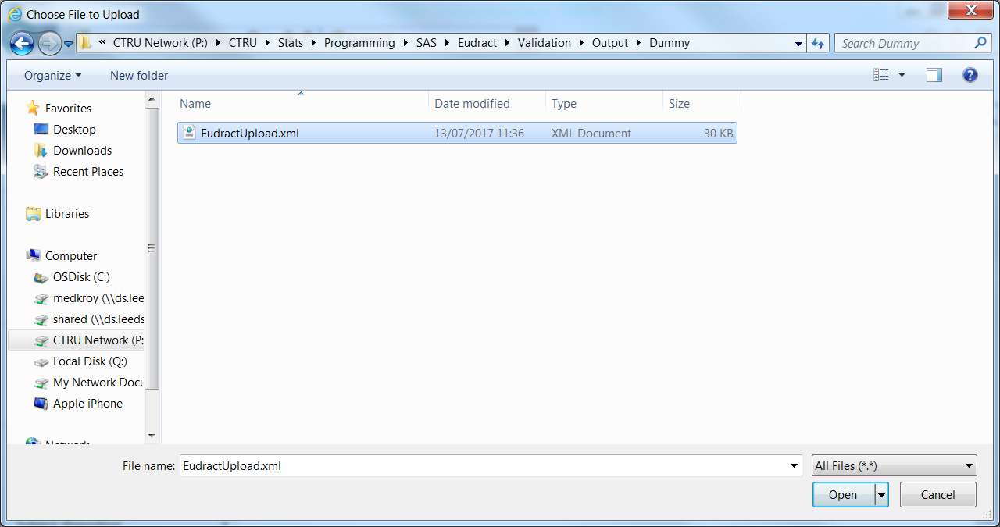 Choose File to Upload
« CTRU Network (P:) CTRU Stats Programming SAS Eudract Validation Output Dummy Search Dummy
Organize New folder
Name Date modified Type Size
EudractUpload.xml 13/07/2017 11:36 XML Document 30 KB
Favorites
Desktop
Downloads
Recent Places
Libraries
Computer
OSDisk (C:)
medkroy (\\ds.lee
shared (\\ds.leeds
CTRU Network (P:
Local Disk (Q:)
My Network Docu
Apple iPhone
Network
File name: EudractUpload.xml All Files (*.*)
Open Cancel